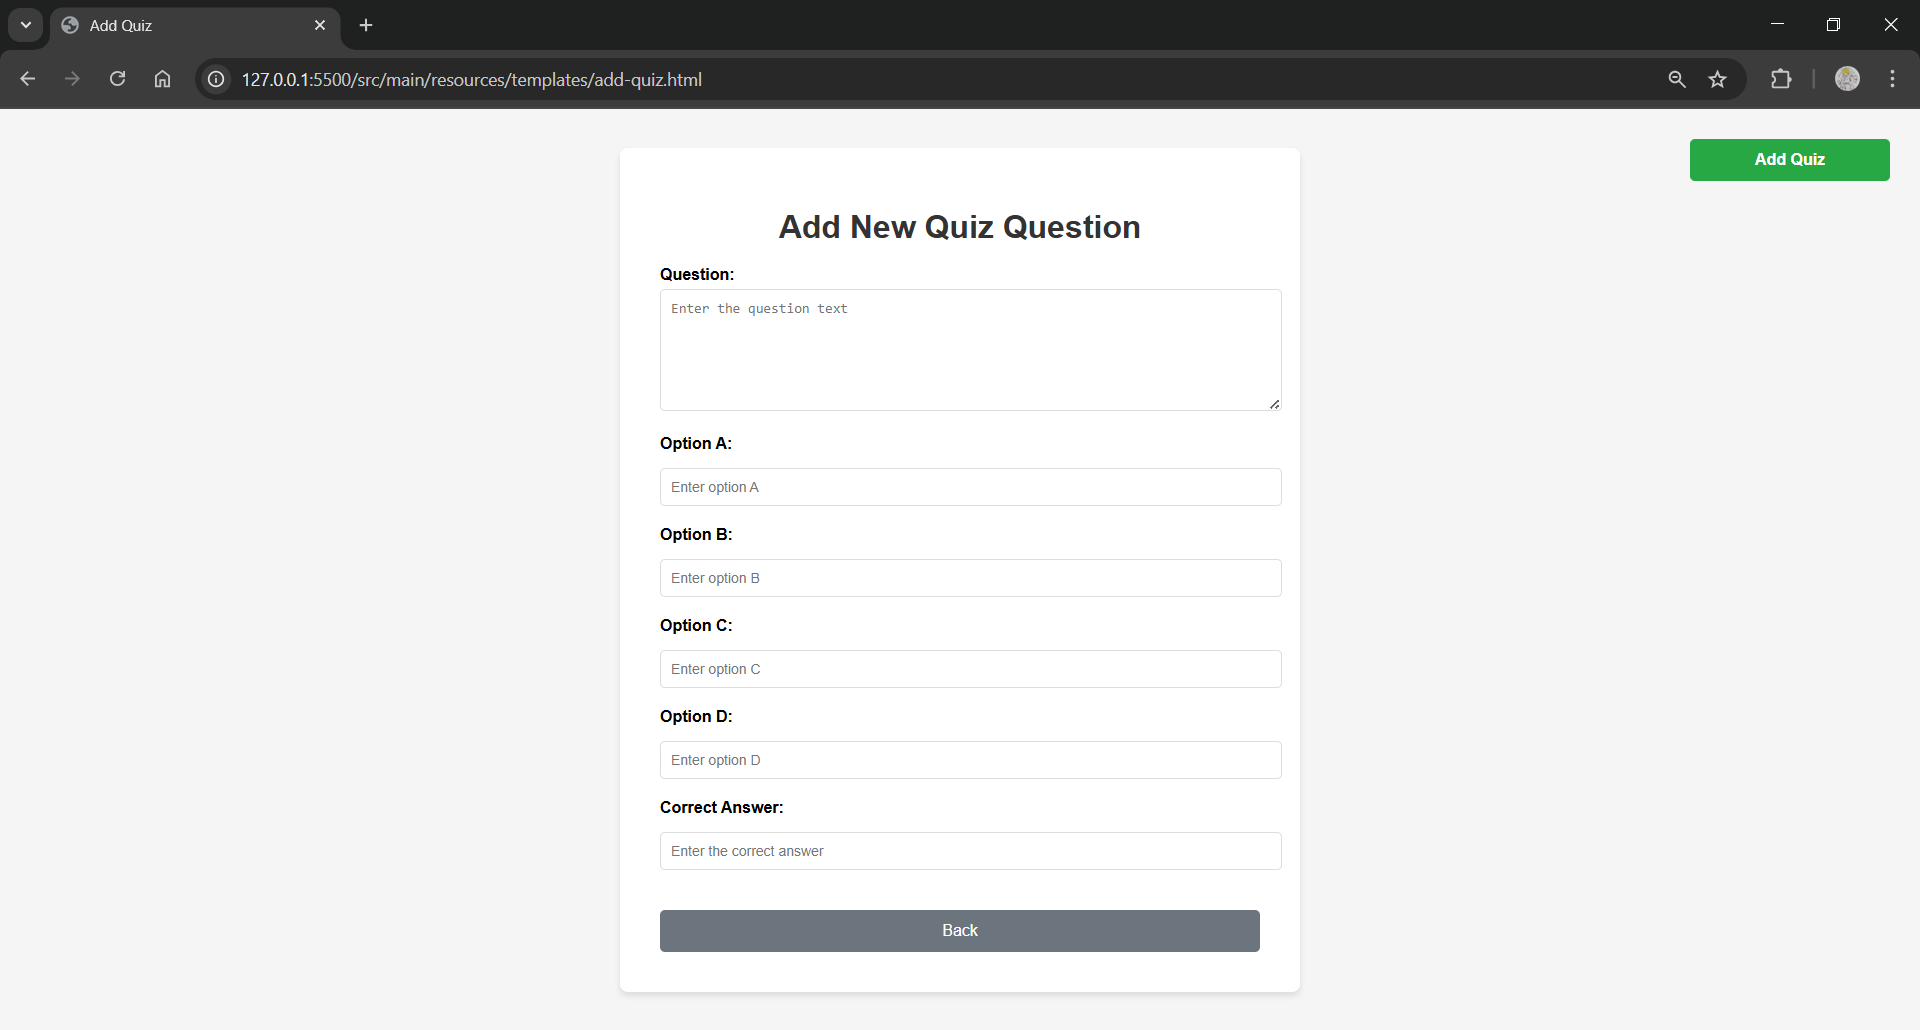 Add Quiz
127.0.0.1:5500/src/main/resources/templates/add-quiz.html
Add Quiz
Add New Quiz Question
Question:
Enter the question text
Option A:
Enter option A
Option B:
Enter option B
Option C:
Enter option C
Option D:
Enter option D
Correct Answer:
Enter the correct answer
Back